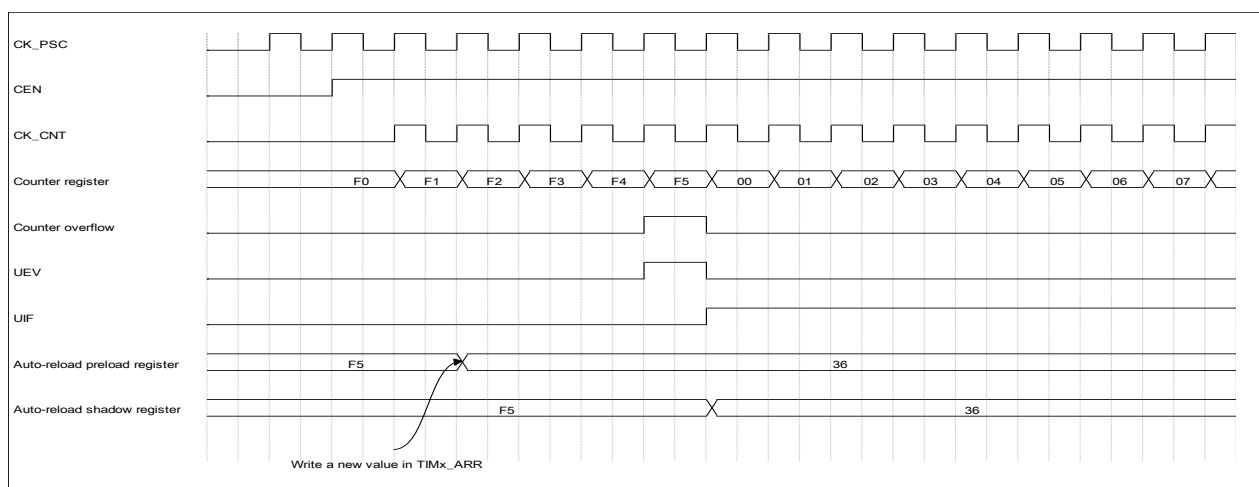 CK_PSC
CEN
CK_CNT
Counter register F0 F1 F2 F3 F4 F5 00 01 02 03 04 05 06 07
Counter overflow
UEV
UIF
Auto-reload preload register F5 36
Auto-reload shadow register F5 36
Write a new value in TIMx_ARR